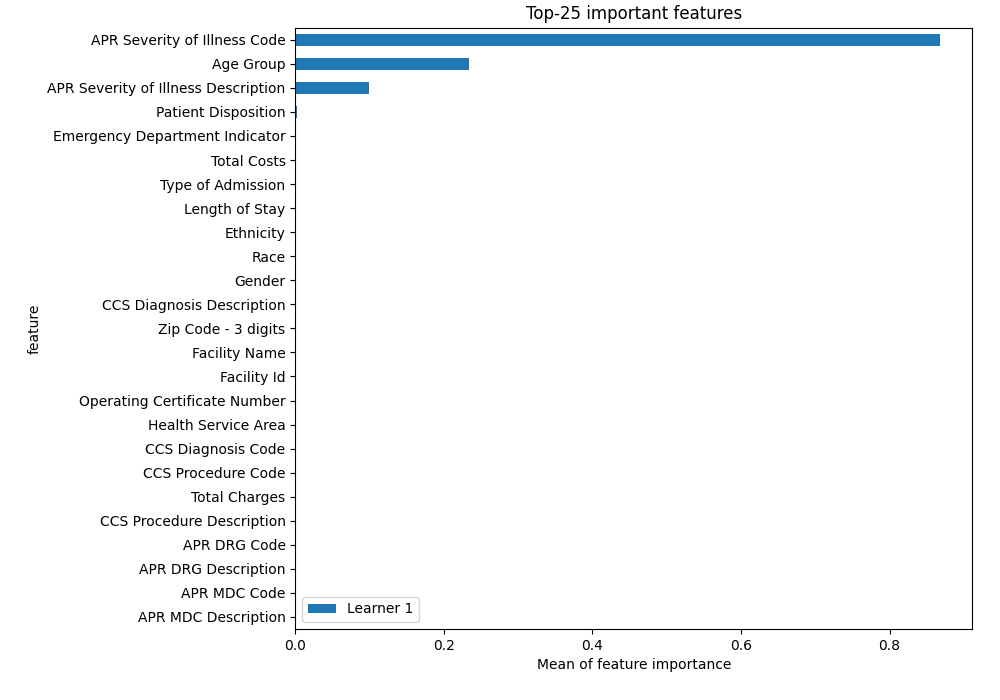 Top-25 important features
APR Severity of Illness Code
Age Group
APR Severity of Illness Description
Patient Disposition
Emergency Department Indicator
Total Costs
Type of Admission
Length of Stay
Ethnicity
Race
Gender
CCS Diagnosis Description
Zip Code - 3 digits
Facility Name
Facility Id
Operating Certificate Number
Health Service Area
CCS Diagnosis Code
CCS Procedure Code
Total Charges
CCS Procedure Description
APR DRG Code
APR DRG Description
APR MDC Code
APR MDC Description
feature
Learner 1
0.0 0.2 0.4 0.6 0.8
Mean of feature importance